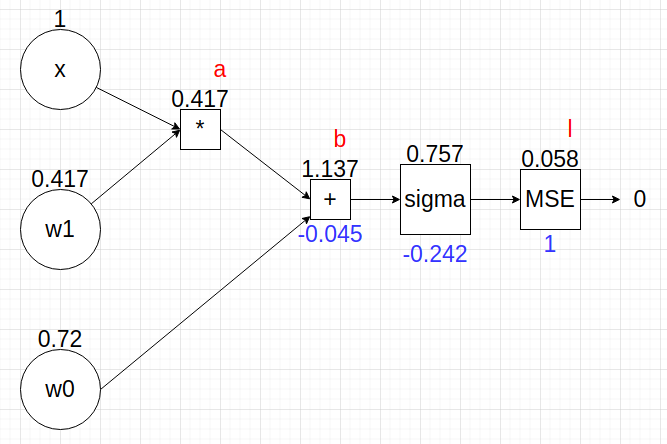 1
x
a
0.417
*
l
b
0.757
0.058
1.137
0.417
+
sigma
MSE
0
w1
-0.045
-0.242
1
0.72
w0